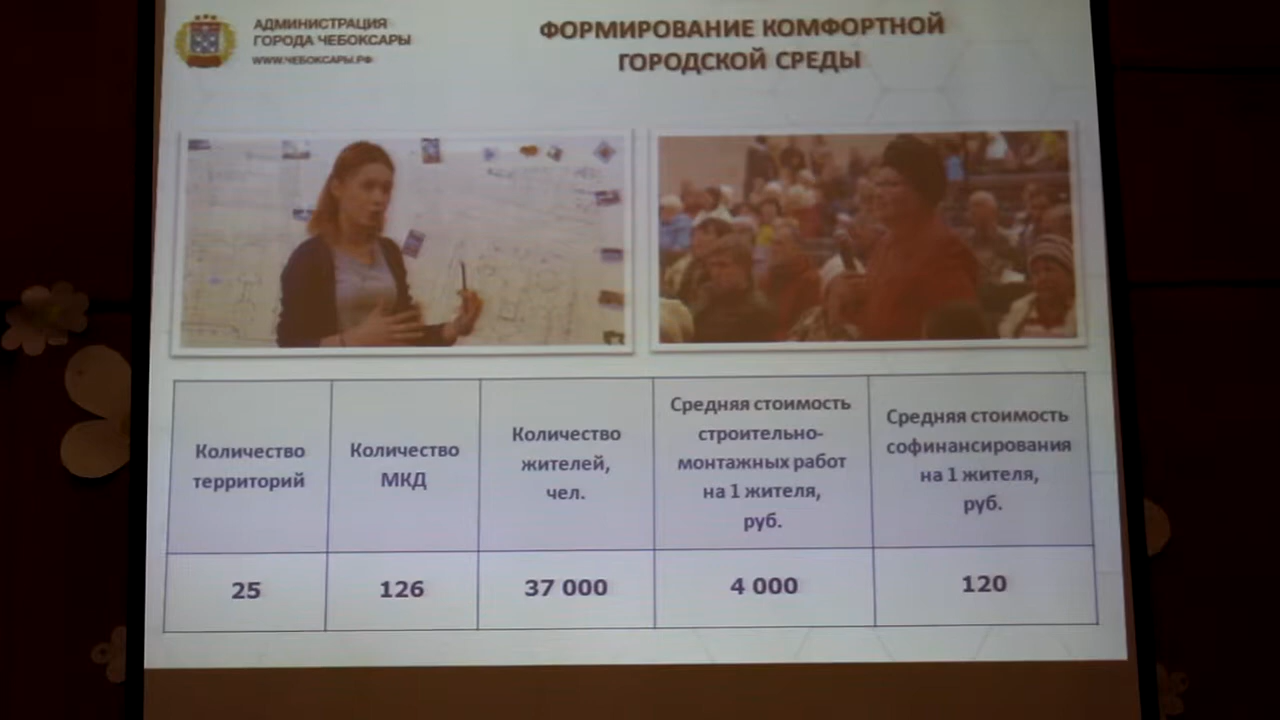 АДМИНИСТРАЦИЯ
ГОРОДА ЧЕБОКСАРЫ
WWW.ЧЕБОКСАРЫ.РФ
ФОРМИРОВАНИЕ КОМФОРТНОЙ
ГОРОДСКОЙ СРЕДЫ
Количество
территорий
Количество
МКД
Количество
жителей,
чел.
Средняя стоимость
строительно-
монтажных работ
на 1 жителя,
руб.
Средняя стоимость
софинансирования
на 1 жителя,
руб.
25
126
37 000
4 000
120